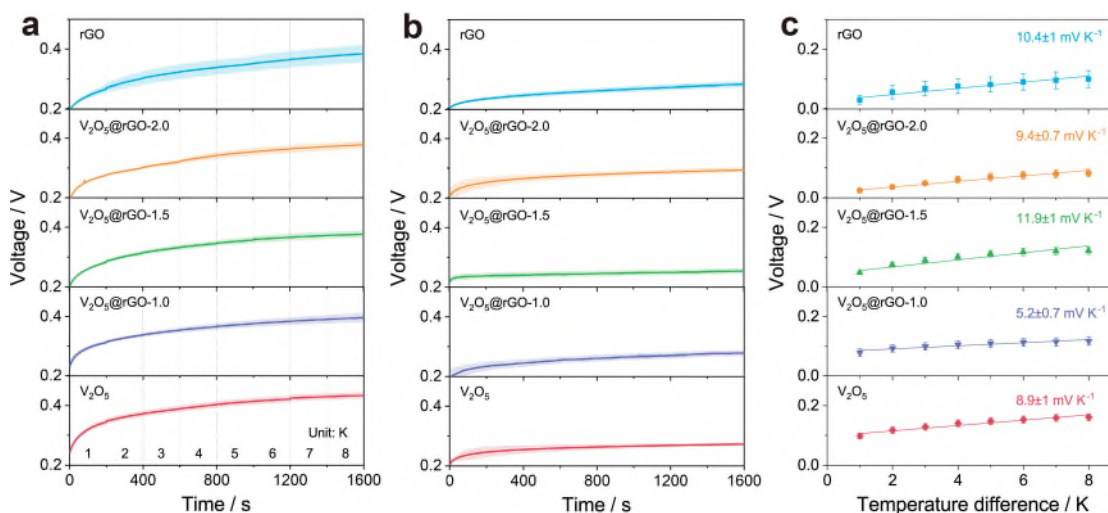 a
rGO
0.4
0.2
V₂O₅@rGO-2.0
0.2
V₂O₅@rGO-1.5
0.4
0.2
V₂O₅@rGO-1.0
0.4
0.2
V₂O₅
0.4
Unit: K
1 2 3 4 5 6 7 8
0.2
0 400 800 1200 1600
Time / s
Voltage / V
b
rGO
0.4
0.2
V₂O₅@rGO-2.0
0.2
V₂O₅@rGO-1.5
0.4
0.2
V₂O₅@rGO-1.0
0.4
0.2
V₂O₅
0.4
0.2
0 400 800 1200 1600
Time / s
Voltage / V
c
rGO
10.4±1 mV K⁻¹
0.2
0.0
V₂O₅@rGO-2.0
9.4±0.7 mV K⁻¹
0.0
V₂O₅@rGO-1.5
11.9±1 mV K⁻¹
0.2
0.0
V₂O₅@rGO-1.0
5.2±0.7 mV K⁻¹
0.2
0.0
V₂O₅
8.9±1 mV K⁻¹
0.2
0.0
0 2 4 6 8
Temperature difference / K
Voltage / V